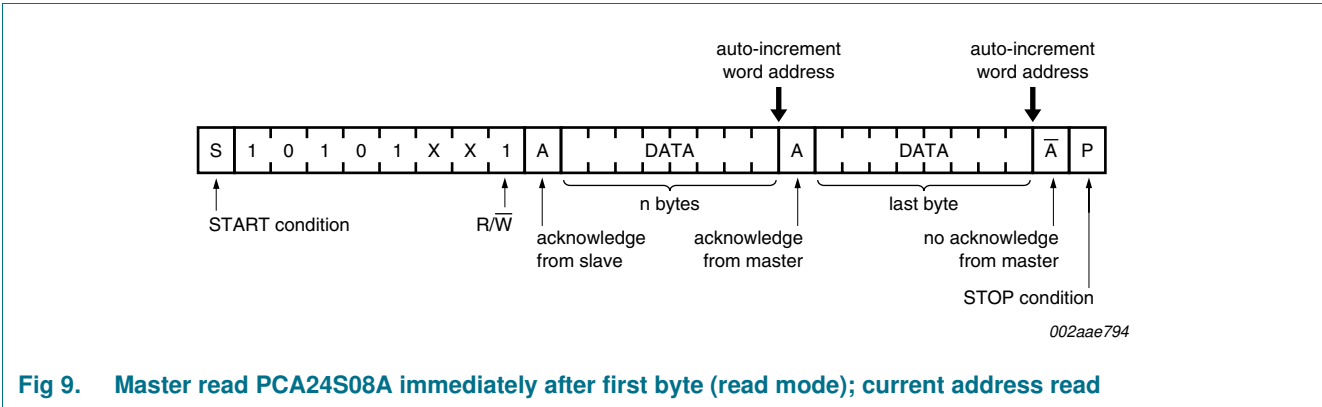 auto-increment
word address
auto-increment
word address
S 1 0 1 0 1 X X 1 A DATA A DATA A̅ P
START condition
R/W̅
n bytes
last byte
acknowledge
from slave
acknowledge
from master
no acknowledge
from master
STOP condition
002aae794
Fig 9. Master read PCA24S08A immediately after first byte (read mode); current address read